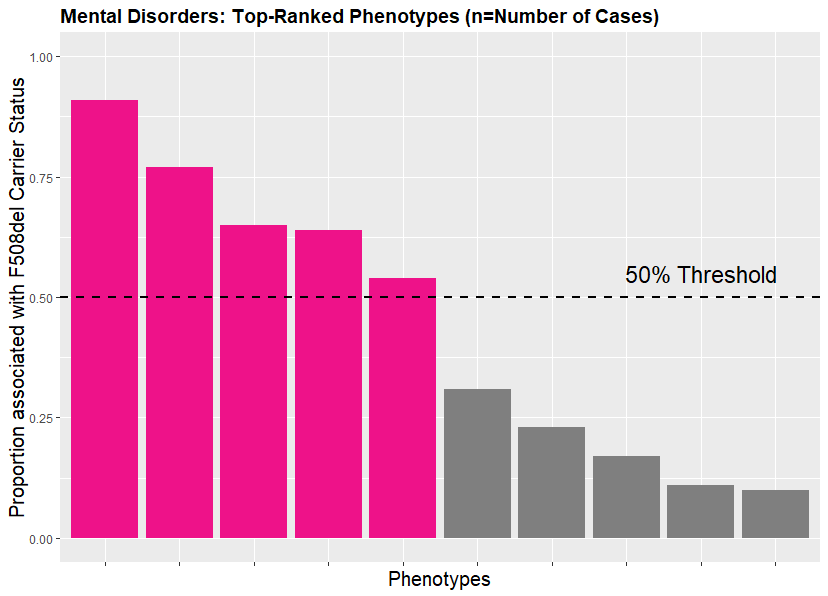 Mental Disorders: Top-Ranked Phenotypes (n=Number of Cases)
Proportion associated with F508del Carrier Status
1.00
0.75
0.50
0.25
0.00
50% Threshold
Phenotypes